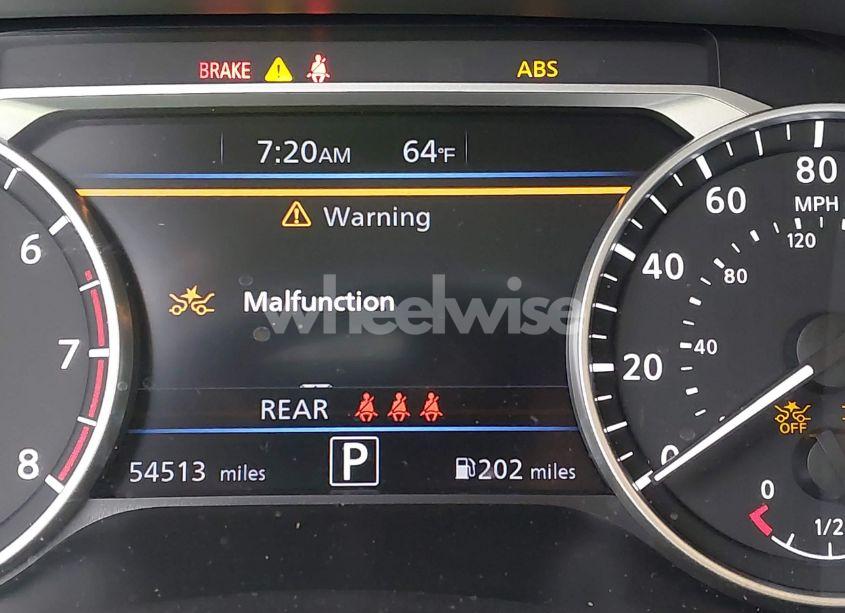 BRAKE ABS
7:20AM 64°F
Warning
Malfunction
wheelwise
REAR
54513 miles P 202 miles
6
7
8
0
20
40
60
80
MPH
40
80
120
OFF
0
1/2